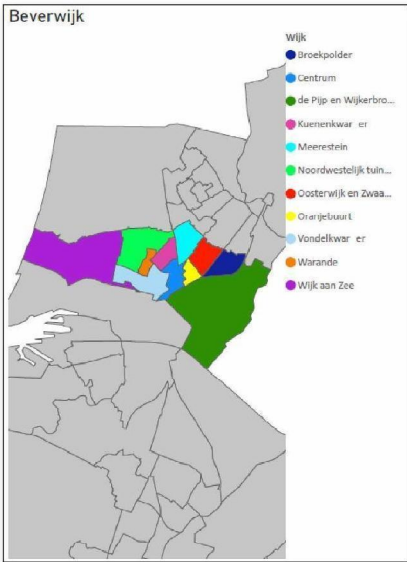 Beverwijk
Wijk
Broekpolder
Centrum
de Pijp en Wijkerbro...
Kuenenkwar er
Meerestein
Noordwestelijk tuin...
Oosterwijk en Zwaa...
Oranjebuurt
Vondelkwar er
Warande
Wijk aan Zee